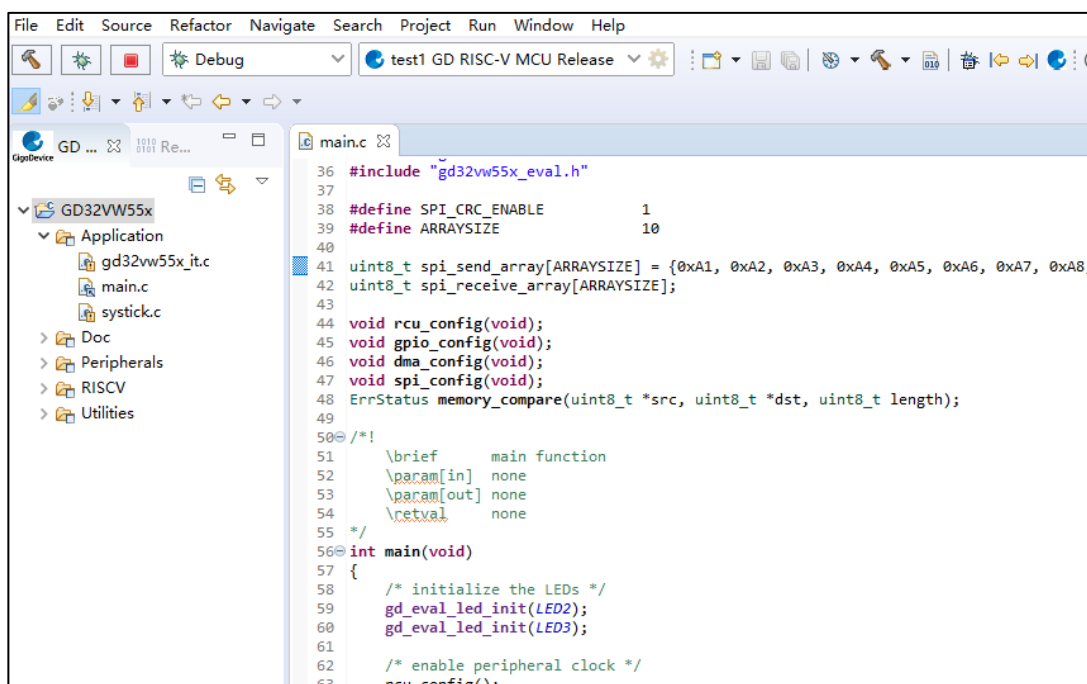 File Edit Source Refactor Navigate Search Project Run Window Help
Debug test1 GD RISC-V MCU Release
GD ... Re...
GigaDevice
main.c
GD32VW55x
Application
gd32vw55x_it.c
main.c
systick.c
Doc
Peripherals
RISCV
Utilities
36 #include "gd32vw55x_eval.h"
37
38 #define SPI_CRC_ENABLE 1
39 #define ARRAYSIZE 10
40
41 uint8_t spi_send_array[ARRAYSIZE] = {0xA1, 0xA2, 0xA3, 0xA4, 0xA5, 0xA6, 0xA7, 0xA8,
42 uint8_t spi_receive_array[ARRAYSIZE];
43
44 void rcu_config(void);
45 void gpio_config(void);
46 void dma_config(void);
47 void spi_config(void);
48 ErrStatus memory_compare(uint8_t *src, uint8_t *dst, uint8_t length);
49
50 /*!
51 \brief main function
52 \param[in] none
53 \param[out] none
54 \retval none
55 */
56 int main(void)
57 {
58 /* initialize the LEDs */
59 gd_eval_led_init(LED2);
60 gd_eval_led_init(LED3);
61
62 /* enable peripheral clock */
63 rcu_config();